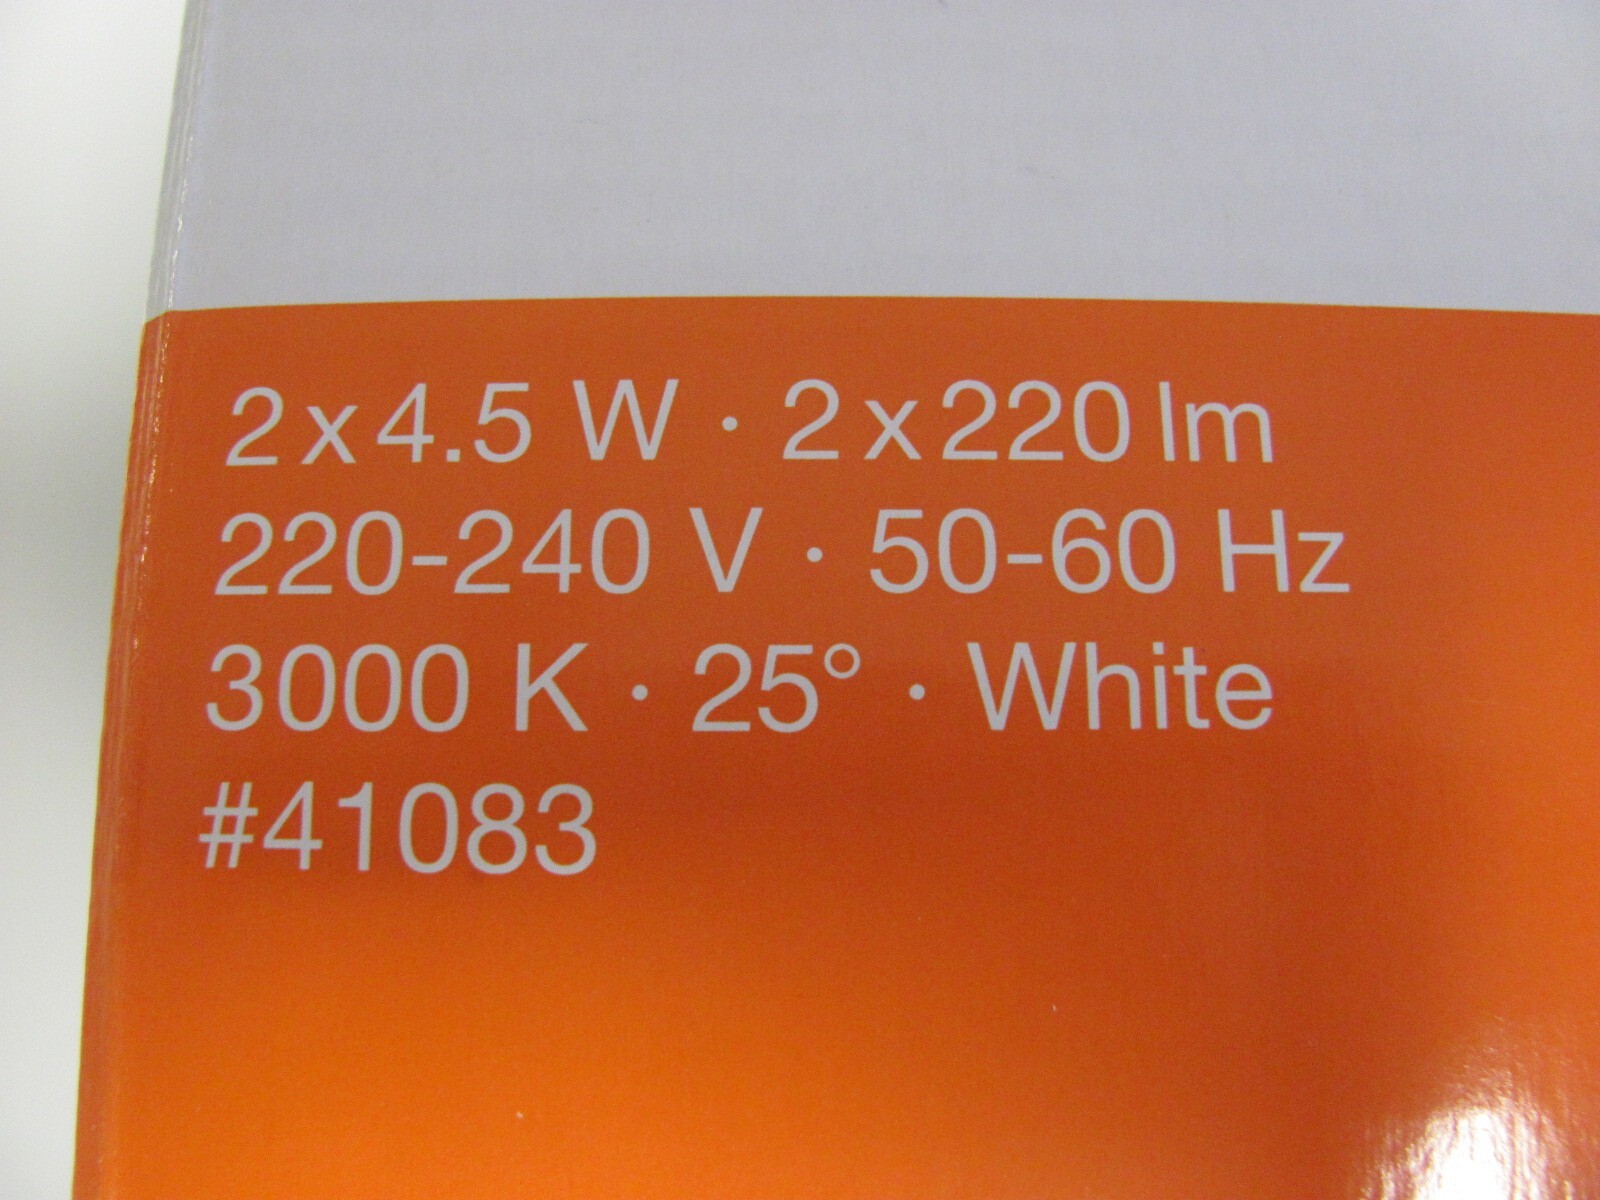 2 x 4.5 W · 2 x 220 lm
220-240 V · 50-60 Hz
3000 K · 25° · White
#41083